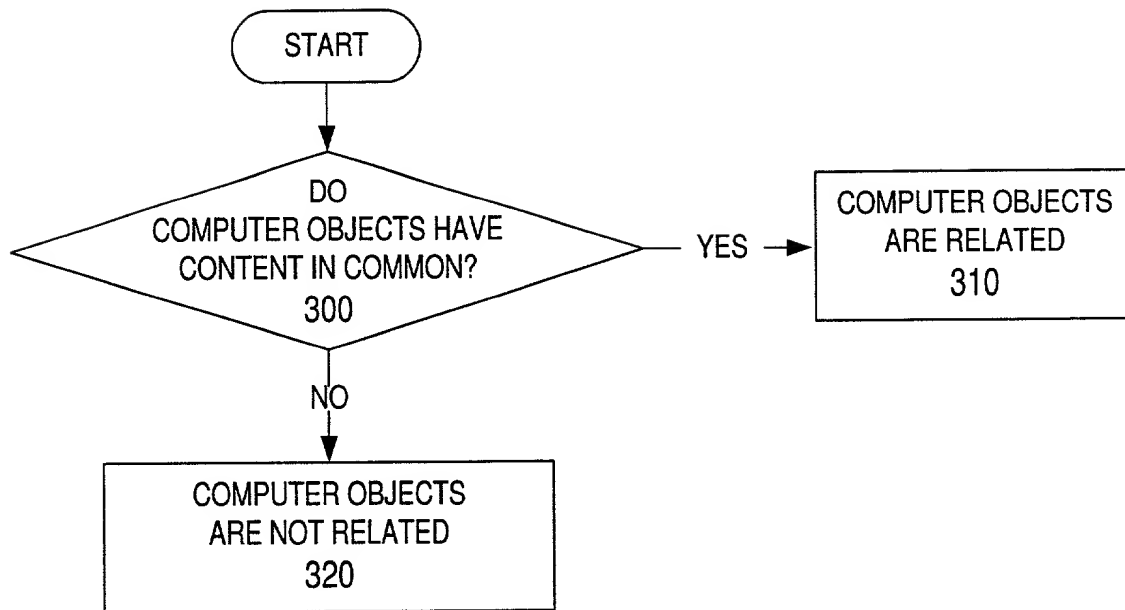 START
DO
COMPUTER OBJECTS HAVE
CONTENT IN COMMON?
300
YES
COMPUTER OBJECTS
ARE RELATED
310
NO
COMPUTER OBJECTS
ARE NOT RELATED
320